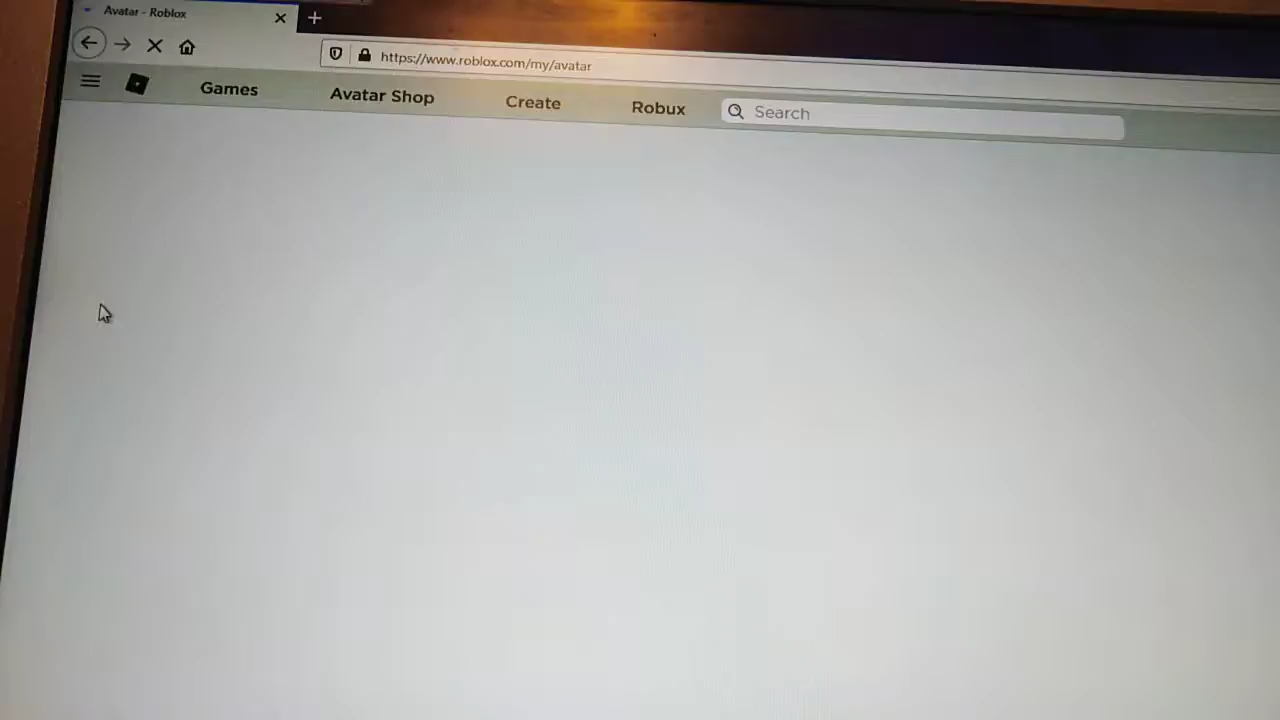 Avatar - Roblox
https://www.roblox.com/my/avatar
Games
Avatar Shop
Create
Robux
Search